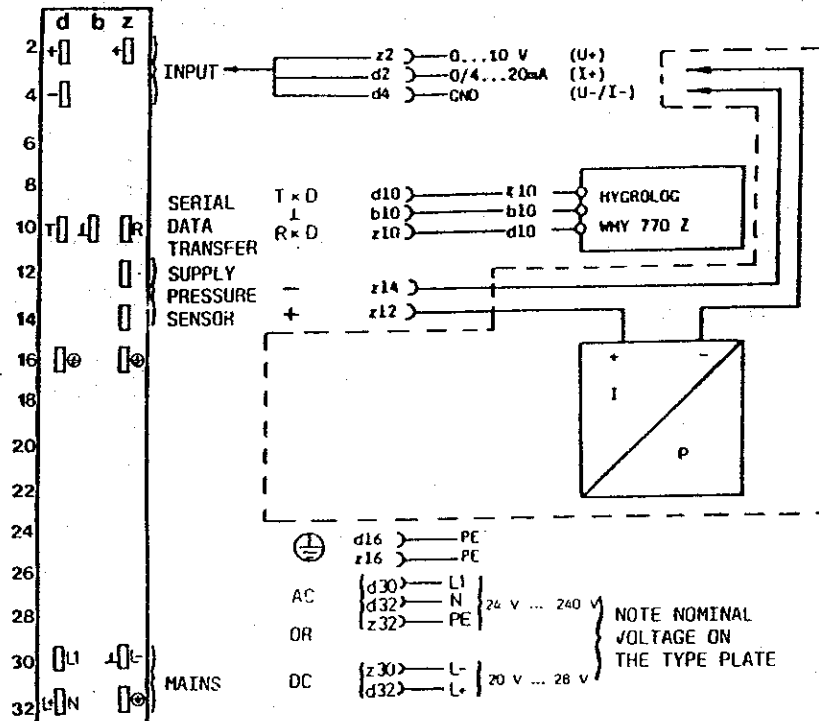 d b z
2 + +
INPUT
z2 0...10 V (U+)
d2 0/4...20mA (I+)
4 -
d4 GND (U-/I-)
6
8
SERIAL T×D d10 z10 HYGROLOG
10 T ⊥ R DATA ⊥ b10 b10
TRANSFER R×D z10 d10 WHY 770 Z
12 SUPPLY
PRESSURE - z14
14 SENSOR + z12
16
+ -
I
18
20
P
22
24
d16 PE
z16 PE
26
AC d30 L1
d32 N 24 V ... 240 V
28 z32 PE
OR
NOTE NOMINAL
VOLTAGE ON
THE TYPE PLATE
30 L1 ⊥ L-
MAINS
DC z30 L-
d32 L+ 20 V ... 28 V
32 L+ N